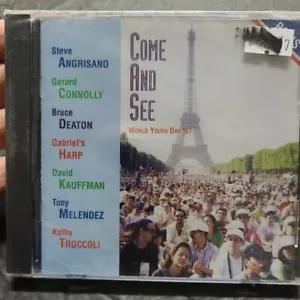 Steve
ANGRISANO
Gerard
CONNOLLY
Bruce
DEATON
Gabriel's
HARP
David
KAUFFMAN
Tony
MELENDEZ
Kathy
TROCCOLI
COME
AND
SEE
WORLD YOUTH DAY '97